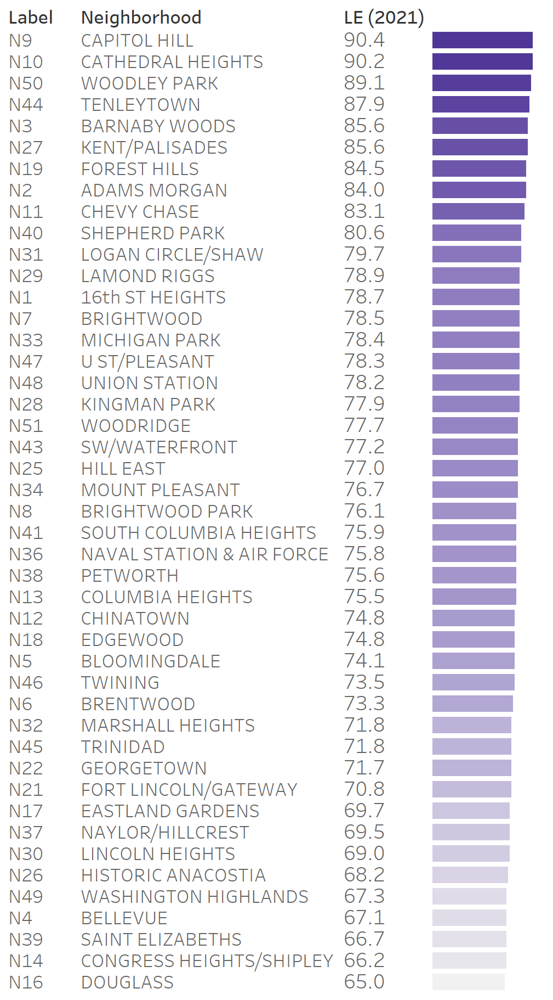 Label Neighborhood LE (2021)
N9 CAPITOL HILL 90.4
N10 CATHEDRAL HEIGHTS 90.2
N50 WOODLEY PARK 89.1
N44 TENLEYTOWN 87.9
N3 BARNABY WOODS 85.6
N27 KENT/PALISADES 85.6
N19 FOREST HILLS 84.5
N2 ADAMS MORGAN 84.0
N11 CHEVY CHASE 83.1
N40 SHEPHERD PARK 80.6
N31 LOGAN CIRCLE/SHAW 79.7
N29 LAMOND RIGGS 78.9
N1 16th ST HEIGHTS 78.7
N7 BRIGHTWOOD 78.5
N33 MICHIGAN PARK 78.4
N47 U ST/PLEASANT 78.3
N48 UNION STATION 78.2
N28 KINGMAN PARK 77.9
N51 WOODRIDGE 77.7
N43 SW/WATERFRONT 77.2
N25 HILL EAST 77.0
N34 MOUNT PLEASANT 76.7
N8 BRIGHTWOOD PARK 76.1
N41 SOUTH COLUMBIA HEIGHTS 75.9
N36 NAVAL STATION & AIR FORCE 75.8
N38 PETWORTH 75.6
N13 COLUMBIA HEIGHTS 75.5
N12 CHINATOWN 74.8
N18 EDGEWOOD 74.8
N5 BLOOMINGDALE 74.1
N46 TWINING 73.5
N6 BRENTWOOD 73.3
N32 MARSHALL HEIGHTS 71.8
N45 TRINIDAD 71.8
N22 GEORGETOWN 71.7
N21 FORT LINCOLN/GATEWAY 70.8
N17 EASTLAND GARDENS 69.7
N37 NAYLOR/HILLCREST 69.5
N30 LINCOLN HEIGHTS 69.0
N26 HISTORIC ANACOSTIA 68.2
N49 WASHINGTON HIGHLANDS 67.3
N4 BELLEVUE 67.1
N39 SAINT ELIZABETHS 66.7
N14 CONGRESS HEIGHTS/SHIPLEY 66.2
N16 DOUGLASS 65.0